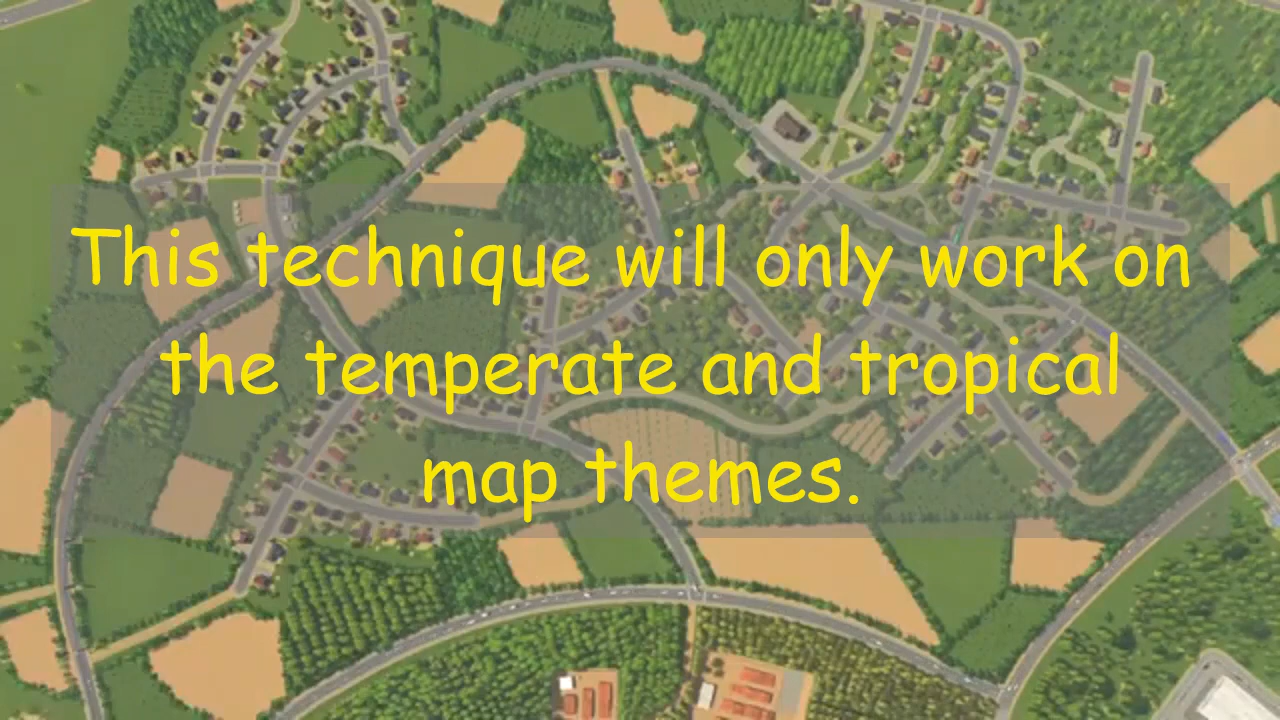 This technique will only work on
the temperate and tropical
map themes.